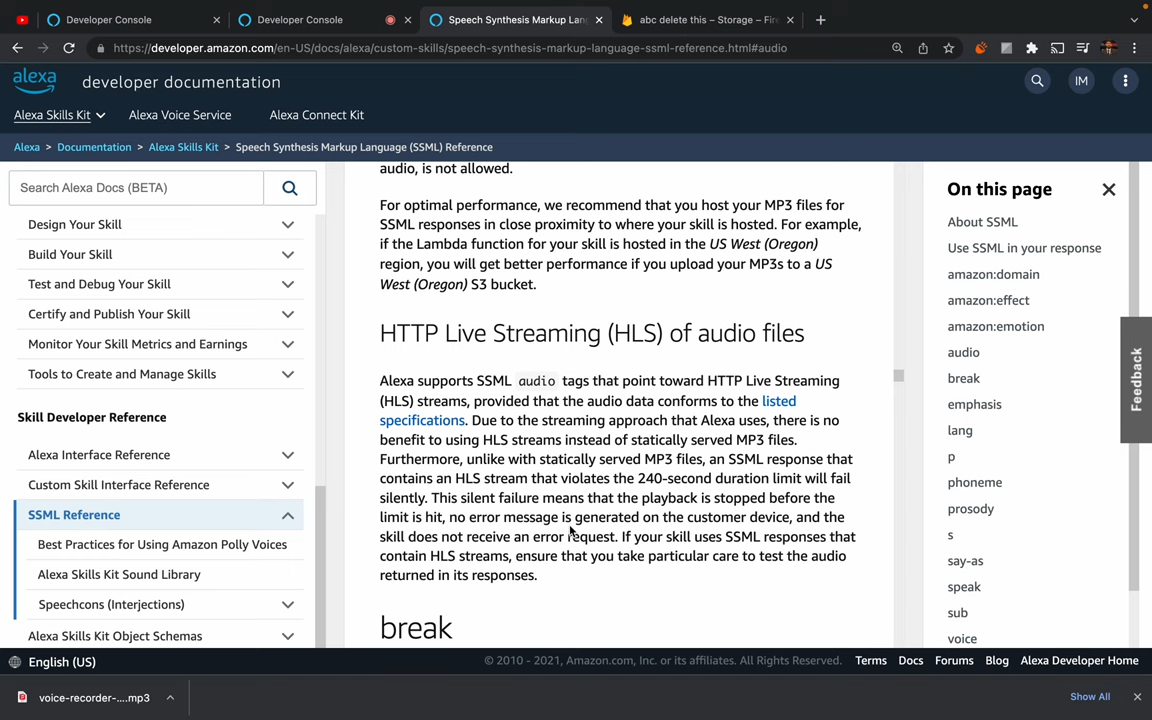 Developer Console
Developer Console
Speech Synthesis Markup Lan
abc delete this – Storage – Fire
https://developer.amazon.com/en-US/docs/alexa/custom-skills/speech-synthesis-markup-language-ssml-reference.html#audio
alexa
developer documentation
IM
Alexa Skills Kit
Alexa Voice Service
Alexa Connect Kit
Alexa > Documentation > Alexa Skills Kit > Speech Synthesis Markup Language (SSML) Reference
Search Alexa Docs (BETA)
Design Your Skill
Build Your Skill
Test and Debug Your Skill
Certify and Publish Your Skill
Monitor Your Skill Metrics and Earnings
Tools to Create and Manage Skills
Skill Developer Reference
Alexa Interface Reference
Custom Skill Interface Reference
SSML Reference
Best Practices for Using Amazon Polly Voices
Alexa Skills Kit Sound Library
Speechcons (Interjections)
Alexa Skills Kit Object Schemas
audio, is not allowed.
For optimal performance, we recommend that you host your MP3 files for
SSML responses in close proximity to where your skill is hosted. For example,
if the Lambda function for your skill is hosted in the US West (Oregon)
region, you will get better performance if you upload your MP3s to a US
West (Oregon) S3 bucket.
HTTP Live Streaming (HLS) of audio files
Alexa supports SSML audio tags that point toward HTTP Live Streaming
(HLS) streams, provided that the audio data conforms to the listed
specifications. Due to the streaming approach that Alexa uses, there is no
benefit to using HLS streams instead of statically served MP3 files.
Furthermore, unlike with statically served MP3 files, an SSML response that
contains an HLS stream that violates the 240-second duration limit will fail
silently. This silent failure means that the playback is stopped before the
limit is hit, no error message is generated on the customer device, and the
skill does not receive an error request. If your skill uses SSML responses that
contain HLS streams, ensure that you take particular care to test the audio
returned in its responses.
break
On this page
About SSML
Use SSML in your response
amazon:domain
amazon:effect
amazon:emotion
audio
break
emphasis
lang
p
phoneme
prosody
s
say-as
speak
sub
voice
Feedback
English (US)
© 2010 - 2021, Amazon.com, Inc. or its affiliates. All Rights Reserved.
Terms
Docs
Forums
Blog
Alexa Developer Home
voice-recorder-....mp3
Show All